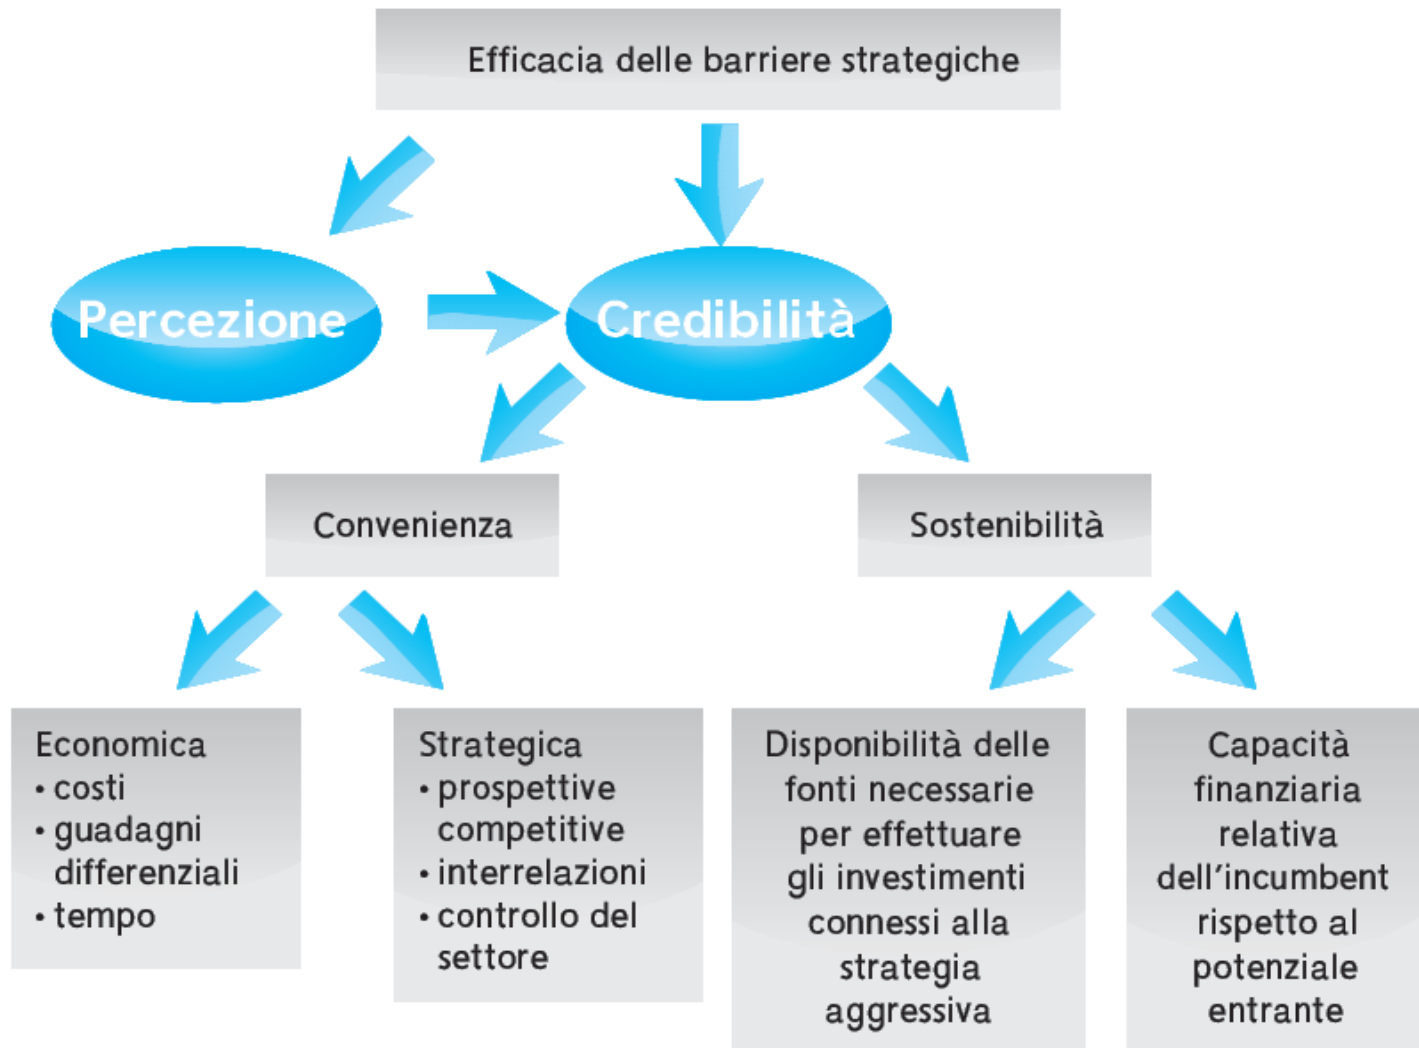 Efficacia delle barriere strategiche
Percezione
Credibilità
Convenienza
Sostenibilità
Economica
• costi
• guadagni
differenziali
• tempo
Strategica
• prospettive
competitive
• interrelazioni
• controllo del
settore
Disponibilità delle
fonti necessarie
per effettuare
gli investimenti
connessi alla
strategia
aggressiva
Capacità
finanziaria
relativa
dell'incumbent
rispetto al
potenziale
entrante